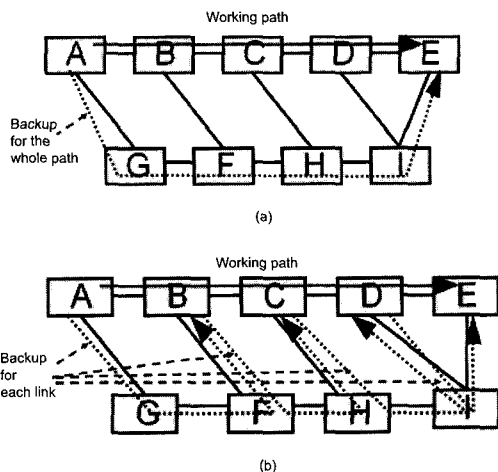 Working path
A B C D E
Backup
for the
whole path
G F H I
(a)
Working path
A B C D E
Backup
for
each link
G F H I
(b)